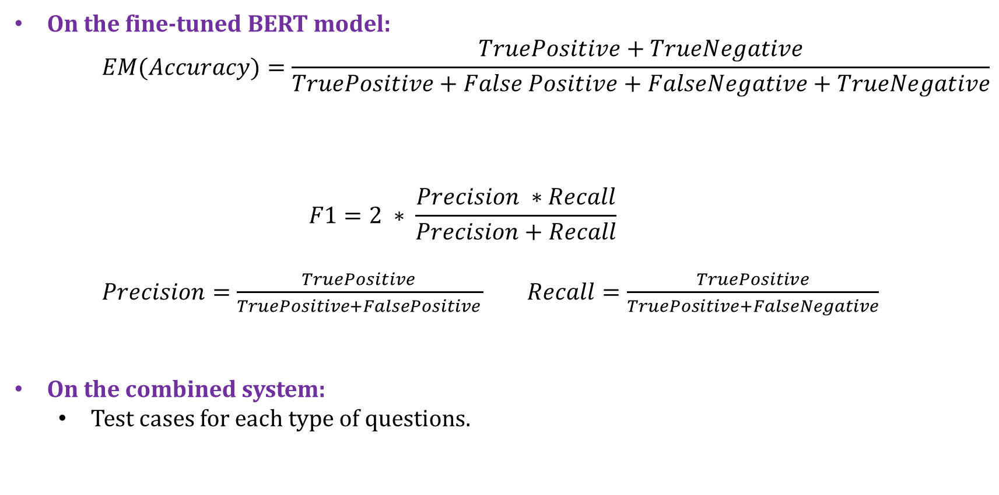 • On the fine-tuned BERT model:
EM(Accuracy) = \frac{TruePositive + TrueNegative}{TruePositive + False Positive + FalseNegative + TrueNegative}
F1 = 2 * \frac{Precision * Recall}{Precision + Recall}
Precision = \frac{TruePositive}{TruePositive+FalsePositive} Recall = \frac{TruePositive}{TruePositive+FalseNegative}
• On the combined system:
• Test cases for each type of questions.